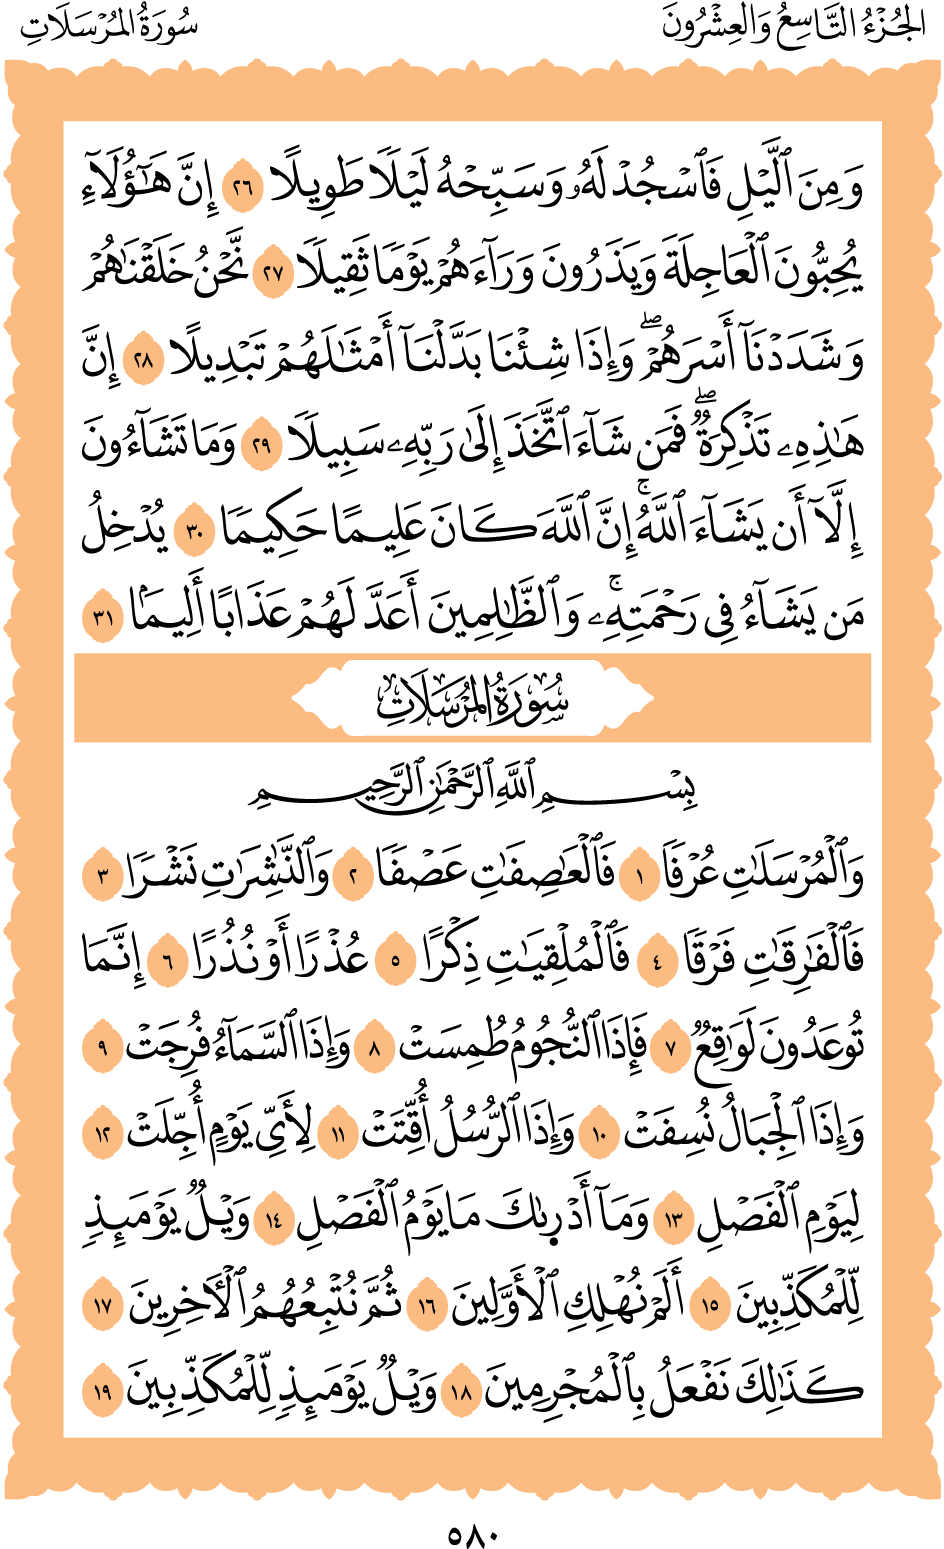 الجُزْءُ التَّاسِعُ وَالعِشْرُونَ
سُورَةُ المُرْسَلَاتِ
وَمِنَ ٱلَّيۡلِ فَٱسۡجُدۡ لَهُۥ وَسَبِّحۡهُ لَيۡلٗا طَوِيلًا ٢٦ إِنَّ هَٰٓؤُلَآءِ
يُحِبُّونَ ٱلۡعَاجِلَةَ وَيَذَرُونَ وَرَآءَهُمۡ يَوۡمٗا ثَقِيلٗا ٢٧ نَّحۡنُ خَلَقۡنَٰهُمۡ
وَشَدَدۡنَآ أَسۡرَهُمۡۖ وَإِذَا شِئۡنَا بَدَّلۡنَآ أَمۡثَٰلَهُمۡ تَبۡدِيلًا ٢٨ إِنَّ
هَٰذِهِۦ تَذۡكِرَةٞۖ فَمَن شَآءَ ٱتَّخَذَ إِلَىٰ رَبِّهِۦ سَبِيلٗا ٢٩ وَمَا تَشَآءُونَ
إِلَّآ أَن يَشَآءَ ٱللَّهُۚ إِنَّ ٱللَّهَ كَانَ عَلِيمًا حَكِيمٗا ٣٠ يُدۡخِلُ
مَن يَشَآءُ فِي رَحۡمَتِهِۦۚ وَٱلظَّٰلِمِينَ أَعَدَّ لَهُمۡ عَذَابًا أَلِيمَۢا ٣١
سُورَةُ المُرْسَلَاتِ
بِسۡمِ ٱللَّهِ ٱلرَّحۡمَٰنِ ٱلرَّحِيمِ
وَٱلۡمُرۡسَلَٰتِ عُرۡفٗا ١ فَٱلۡعَٰصِفَٰتِ عَصۡفٗا ٢ وَٱلنَّٰشِرَٰتِ نَشۡرٗا ٣
فَٱلۡفَٰرِقَٰتِ فَرۡقٗا ٤ فَٱلۡمُلۡقِيَٰتِ ذِكۡرًا ٥ عُذۡرًا أَوۡ نُذۡرًا ٦ إِنَّمَا
تُوعَدُونَ لَوَٰقِعٞ ٧ فَإِذَا ٱلنُّجُومُ طُمِسَتۡ ٨ وَإِذَا ٱلسَّمَآءُ فُرِجَتۡ ٩
وَإِذَا ٱلۡجِبَالُ نُسِفَتۡ ١٠ وَإِذَا ٱلرُّسُلُ أُقِّتَتۡ ١١ لِأَيِّ يَوۡمٍ أُجِّلَتۡ ١٢
لِيَوۡمِ ٱلۡفَصۡلِ ١٣ وَمَآ أَدۡرىٰكَ مَا يَوۡمُ ٱلۡفَصۡلِ ١٤ وَيۡلٞ يَوۡمَئِذٖ
لِّلۡمُكَذِّبِينَ ١٥ أَلَمۡ نُهۡلِكِ ٱلۡأَوَّلِينَ ١٦ ثُمَّ نُتۡبِعُهُمُ ٱلۡأٓخِرِينَ ١٧
كَذَٰلِكَ نَفۡعَلُ بِٱلۡمُجۡرِمِينَ ١٨ وَيۡلٞ يَوۡمَئِذٖ لِّلۡمُكَذِّبِينَ ١٩
٥٨٠